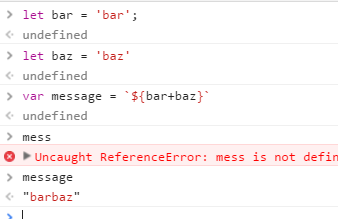 > let bar = 'bar';
< undefined
> let baz = 'baz'
< undefined
> var message = `${bar+baz}`
< undefined
> mess
Uncaught ReferenceError: mess is not defin
> message
< "barbaz"
>